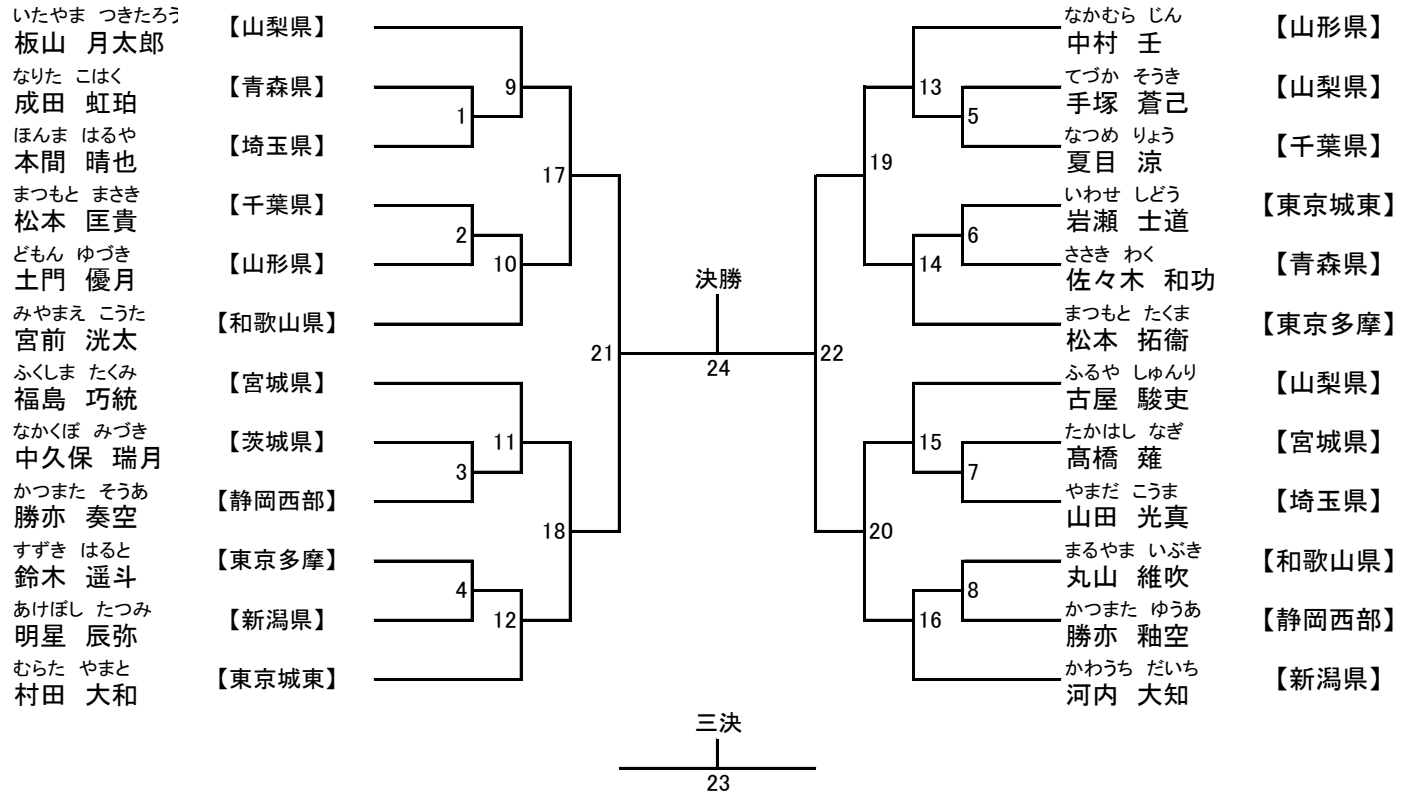 いたやま つきたろう
板山 月太郎 【山梨県】
なりた こはく
成田 虹珀 【青森県】
ほんま はるや
本間 晴也 【埼玉県】
まつもと まさき
松本 匡貴 【千葉県】
どもん ゆづき
土門 優月 【山形県】
みやまえ こうた
宮前 洸太 【和歌山県】
ふくしま たくみ
福島 巧統 【宮城県】
なかくぼ みづき
中久保 瑞月 【茨城県】
かつまた そうあ
勝亦 奏空 【静岡西部】
すずき はると
鈴木 遥斗 【東京多摩】
あけぼし たつみ
明星 辰弥 【新潟県】
むらた やまと
村田 大和 【東京城東】
1
2
3
4
9
10
11
12
17
18
21
決勝
24
三決
23
22
19
20
13
14
15
16
5
6
7
8
なかむら じん
中村 壬 【山形県】
てづか そうき
手塚 蒼己 【山梨県】
なつめ りょう
夏目 涼 【千葉県】
いわせ しどう
岩瀬 士道 【東京城東】
ささき わく
佐々木 和功 【青森県】
まつもと たくま
松本 拓衞 【東京多摩】
ふるや しゅんり
古屋 駿吏 【山梨県】
たかはし なぎ
髙橋 薙 【宮城県】
やまだ こうま
山田 光真 【埼玉県】
まるやま いぶき
丸山 維吹 【和歌山県】
かつまた ゆうあ
勝亦 釉空 【静岡西部】
かわうち だいち
河内 大知 【新潟県】